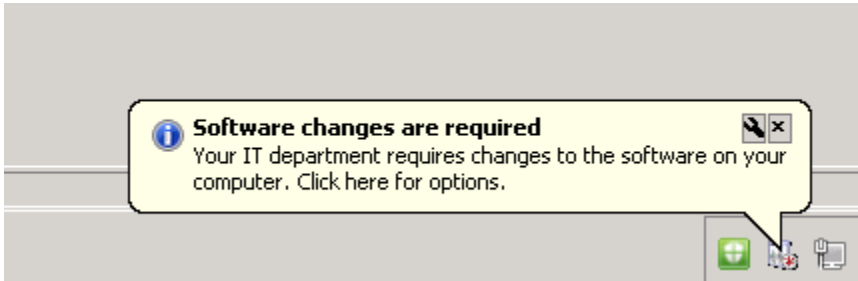 Software changes are required
Your IT department requires changes to the software on your
computer. Click here for options.